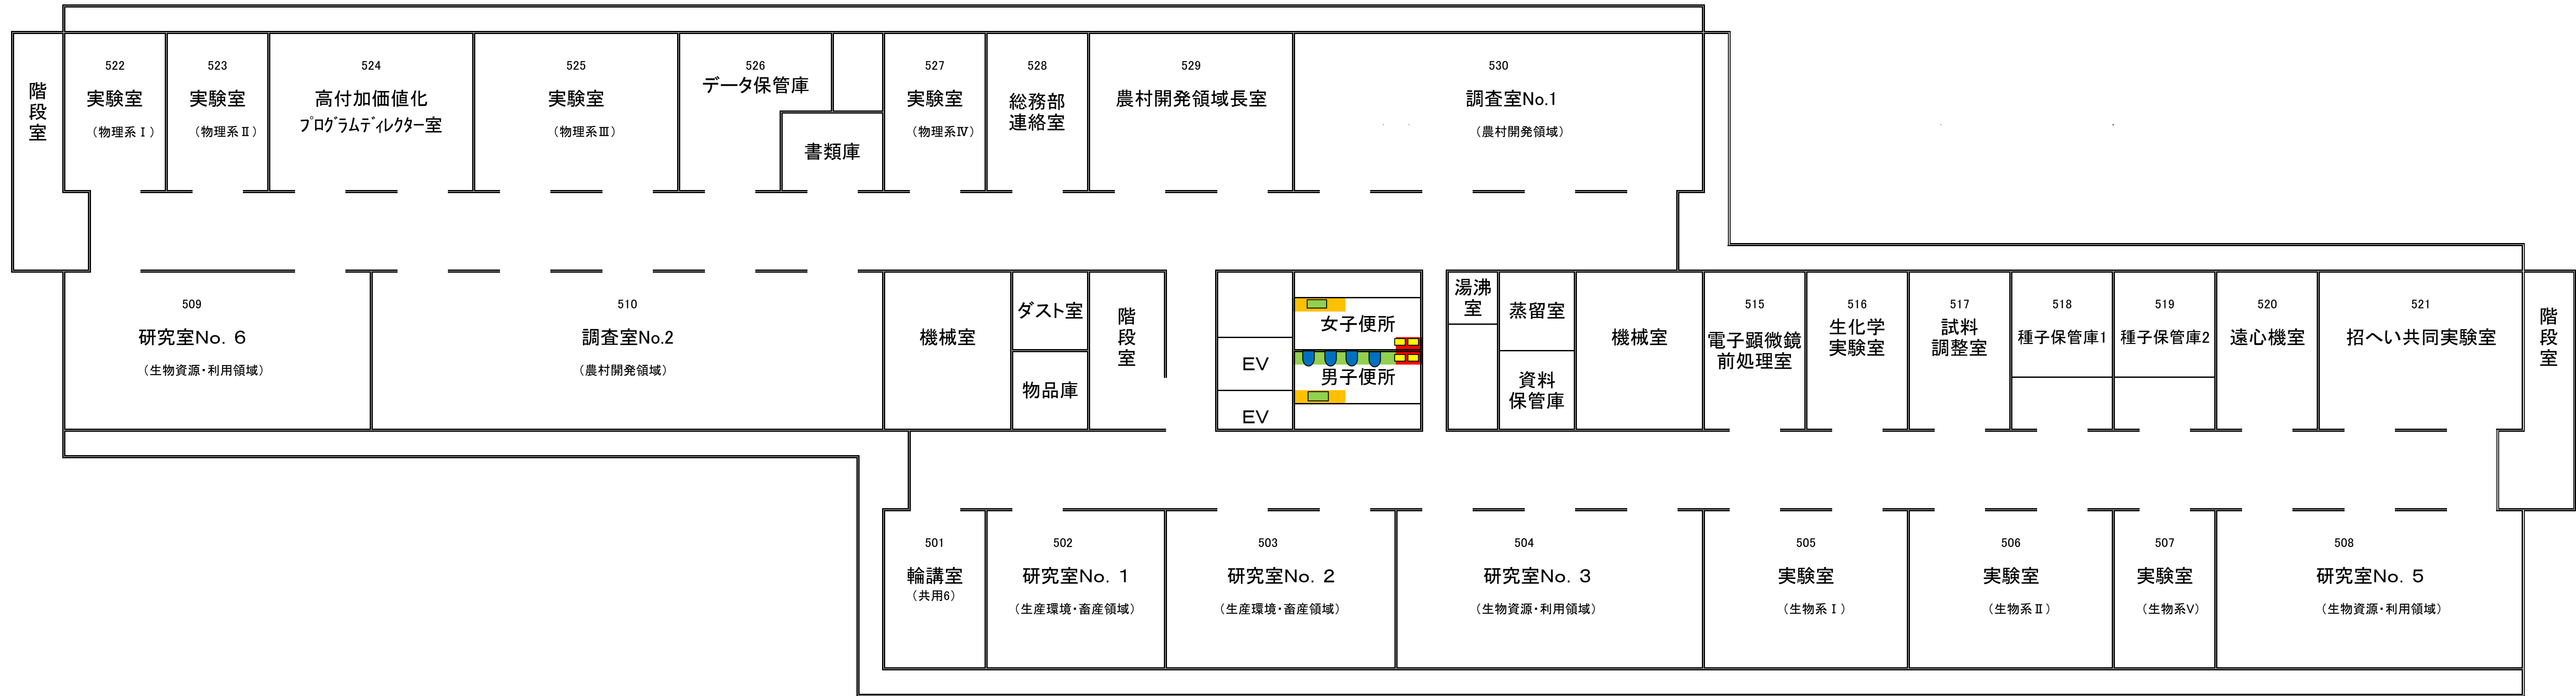 522
実験室
（物理系Ⅰ）
523
実験室
（物理系Ⅱ）
524
高付加価値化
ﾌﾟﾛｸﾞﾗﾑﾃﾞｨﾚｸﾀｰ室
525
実験室
（物理系Ⅲ）
526
データ保管庫
書類庫
527
実験室
（物理系Ⅳ）
528
総務部
連絡室
529
農村開発領域長室
530
調査室No.1
（農村開発領域）
階段室
509
研究室No. 6
（生物資源・利用領域）
510
調査室No.2
（農村開発領域）
機械室
ダスト室
物品庫
階段室
EV
EV
女子便所
男子便所
湯沸
室
蒸留室
資料
保管庫
機械室
515
電子顕微鏡
前処理室
516
生化学
実験室
517
試料
調整室
518
種子保管庫1
519
種子保管庫2
520
遠心機室
521
招へい共同実験室
階段室
501
輪講室
（共用6）
502
研究室No. 1
（生産環境・畜産領域）
503
研究室No. 2
（生産環境・畜産領域）
504
研究室No. 3
（生物資源・利用領域）
505
実験室
（生物系Ⅰ）
506
実験室
（生物系Ⅱ）
507
実験室
（生物系V）
508
研究室No. 5
（生物資源・利用領域）